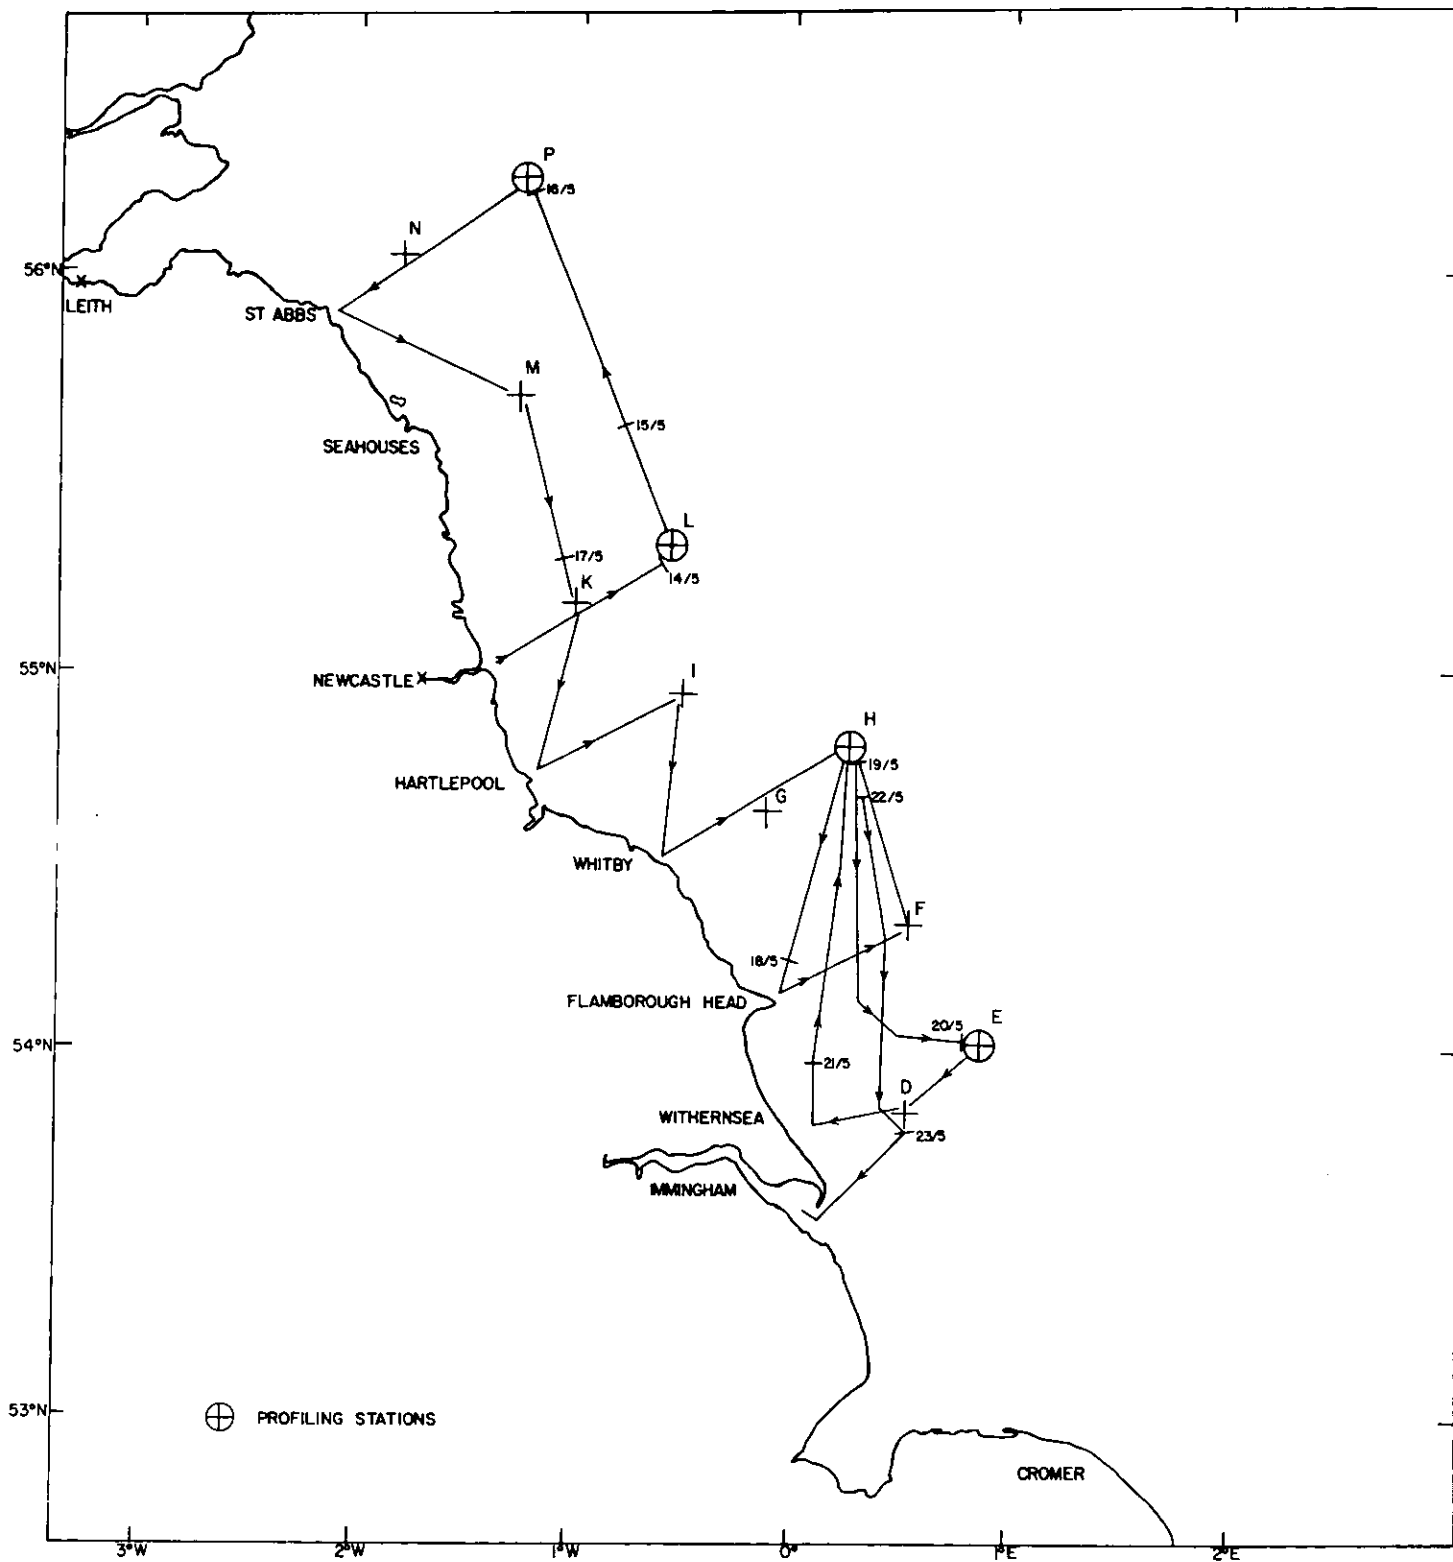 P
16/5
N
56°N
LEITH
ST ABBS
M
15/5
SEAHOUSES
L
17/5
14/5
K
55°N
NEWCASTLE
I
H
19/5
HARTLEPOOL
22/5
G
WHITBY
F
18/5
FLAMBOROUGH HEAD
E
20/5
54°N
21/5
D
WITHERNSEA
23/5
IMMINGHAM
53°N
PROFILING STATIONS
CROMER
3°W 2°W 1°W 0° 1°E 2°E